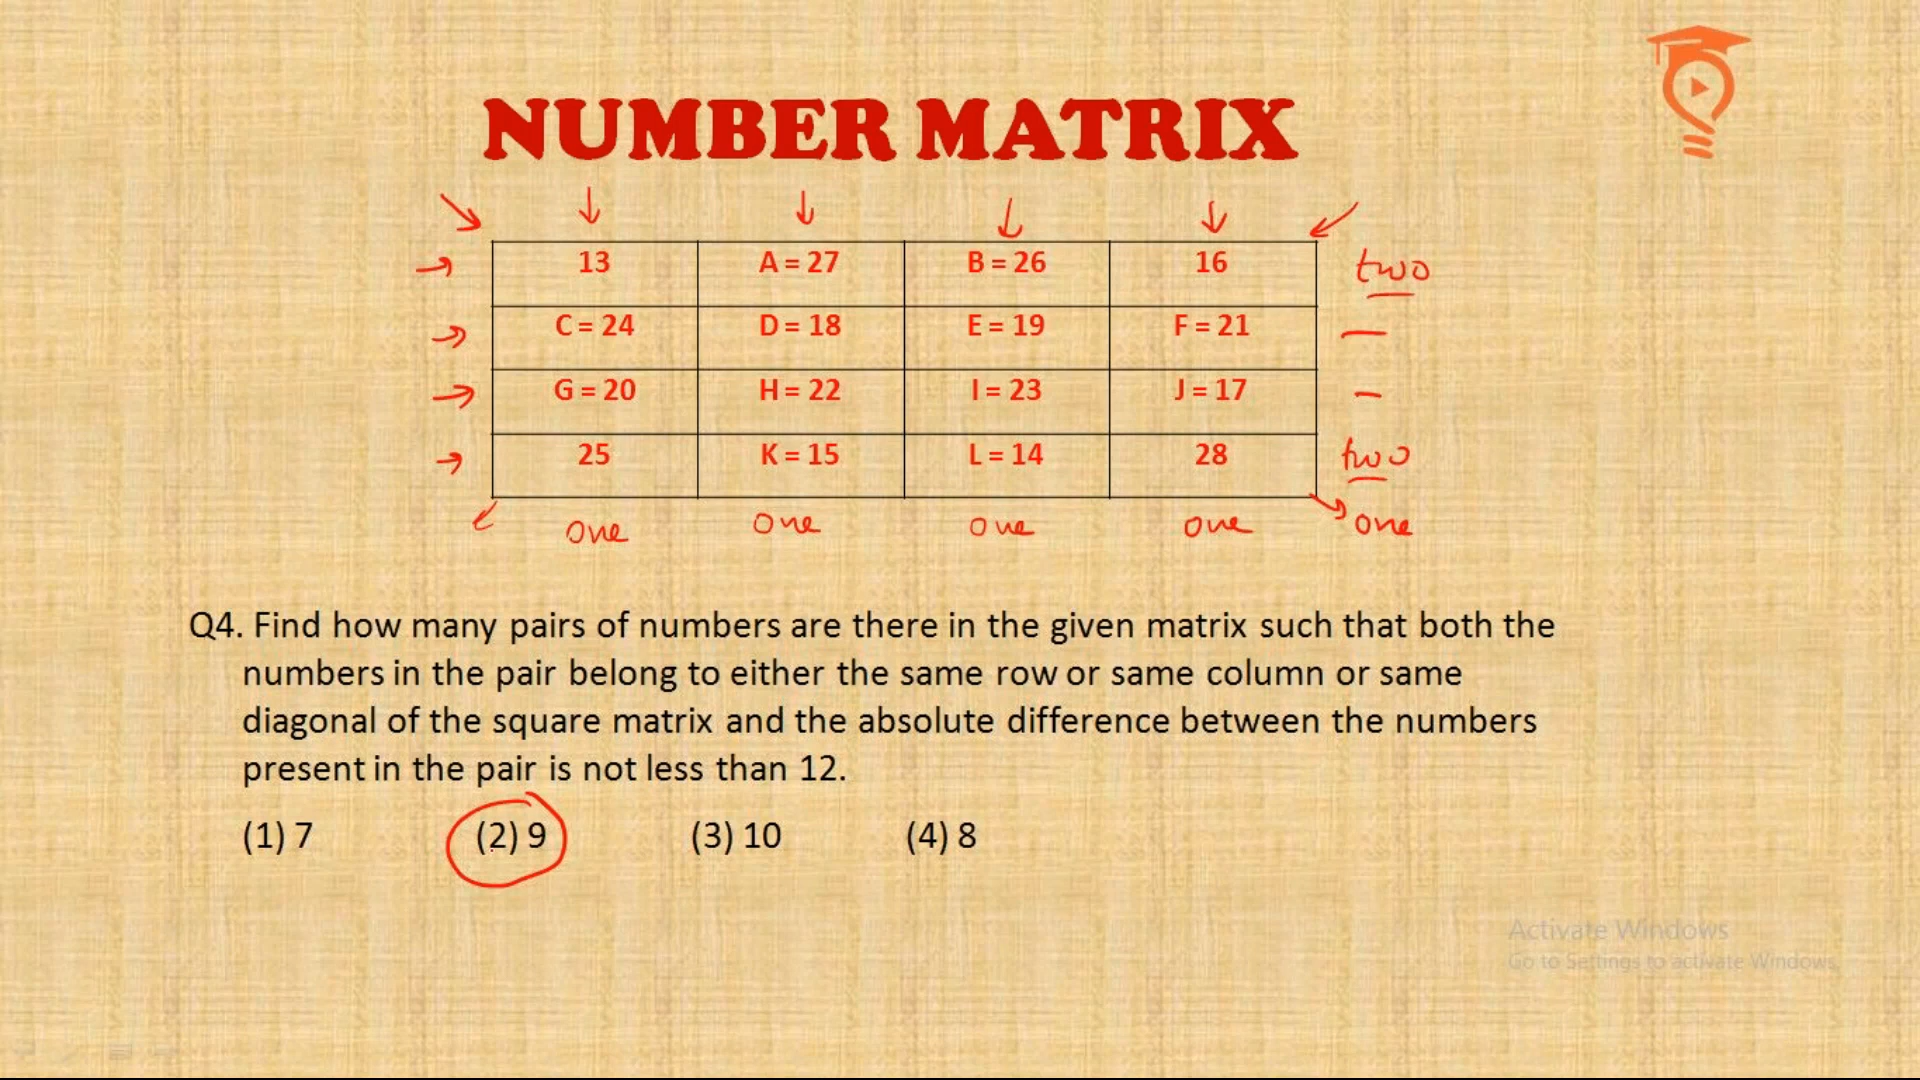 NUMBER MATRIX
13 A = 27 B = 26 16 two
C = 24 D = 18 E = 19 F = 21
G = 20 H = 22 I = 23 J = 17
25 K = 15 L = 14 28 two
one one one one one
Q4. Find how many pairs of numbers are there in the given matrix such that both the
numbers in the pair belong to either the same row or same column or same
diagonal of the square matrix and the absolute difference between the numbers
present in the pair is not less than 12.
(1) 7 (2) 9 (3) 10 (4) 8
Activate Windows
Go to Settings to activate Windows.